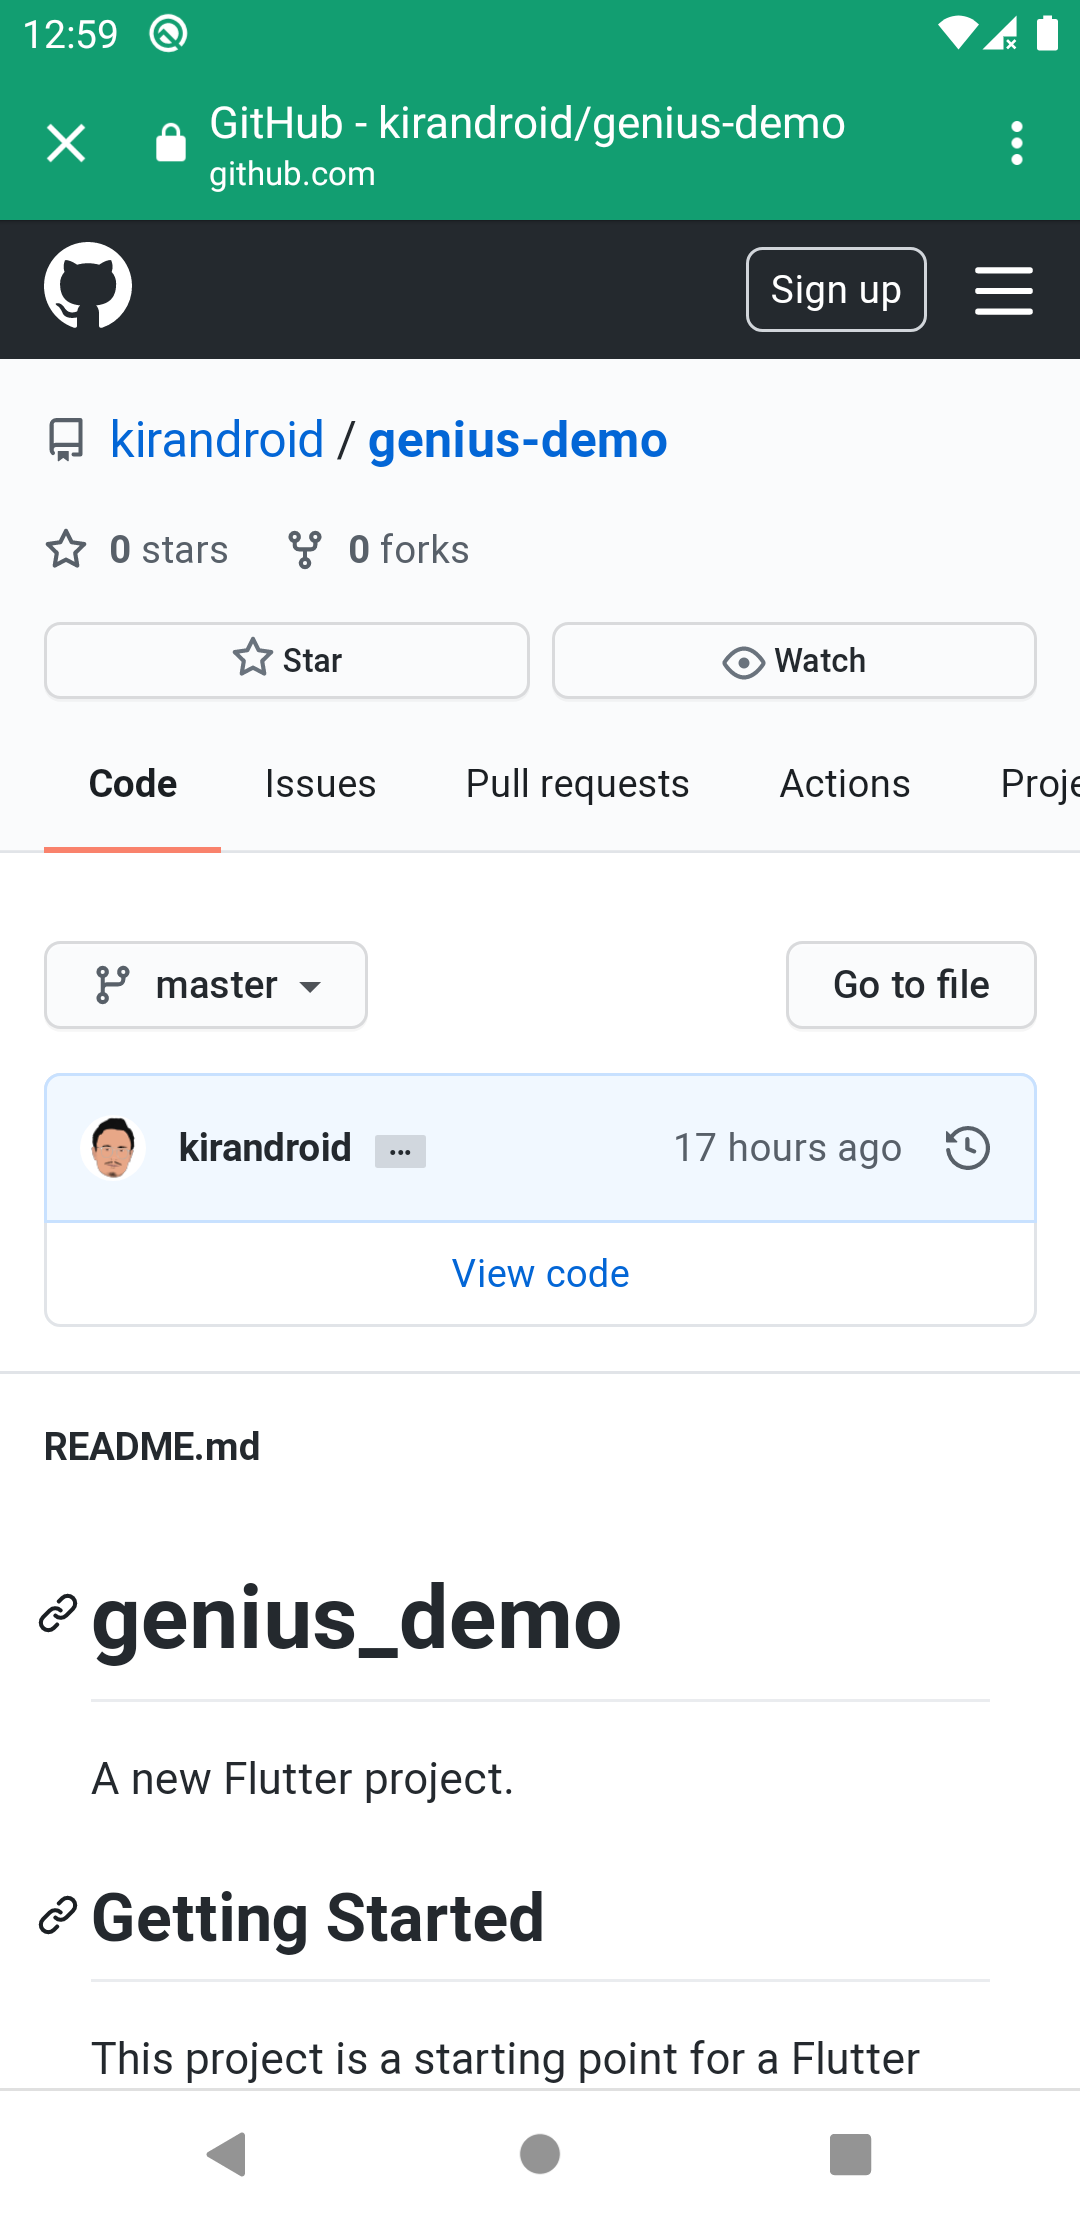 12:59
GitHub - kirandroid/genius-demo
github.com
Sign up
kirandroid / genius-demo
0 stars 0 forks
Star Watch
Code Issues Pull requests Actions Proje
master Go to file
kirandroid ... 17 hours ago
View code
README.md
genius_demo
A new Flutter project.
Getting Started
This project is a starting point for a Flutter